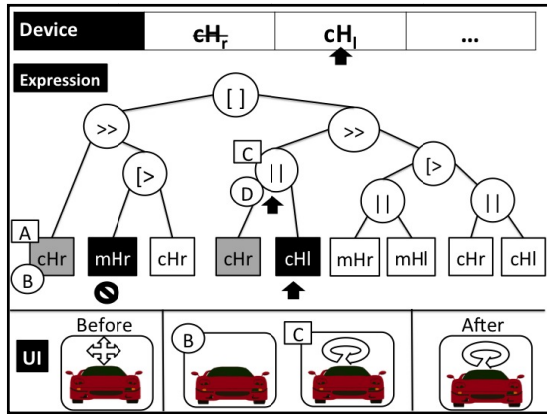 Device cHr cHl ...
Expression
[ ]
>> >>
C
[> | | [>
D
| | | |
A
cHr mHr cHr cHr cHl mHr mHl cHr cHl
B
Before After
B C
UI